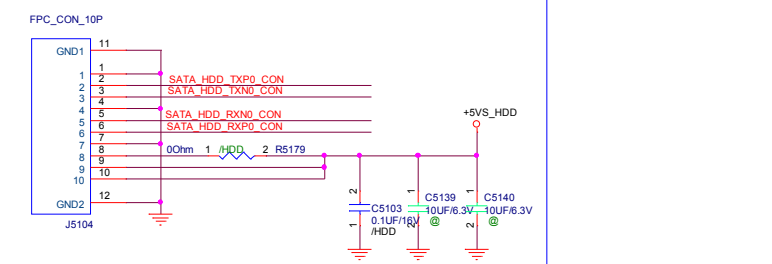 FPC_CON_10P
GND1 11
1 1
2 2 SATA_HDD_TXP0_CON
3 3 SATA_HDD_TXN0_CON
4 4
5 5 SATA_HDD_RXN0_CON
6 6 SATA_HDD_RXP0_CON
7 7
8 8 0Ohm 1 /HDD 2 R5179
9 9
10 10
GND2 12
J5104
+5VS_HDD
2
C5103
0.1UF/16V
1
/HDD
1
C5139
10UF/6.3V
2
@
1
C5140
10UF/6.3V
2
@